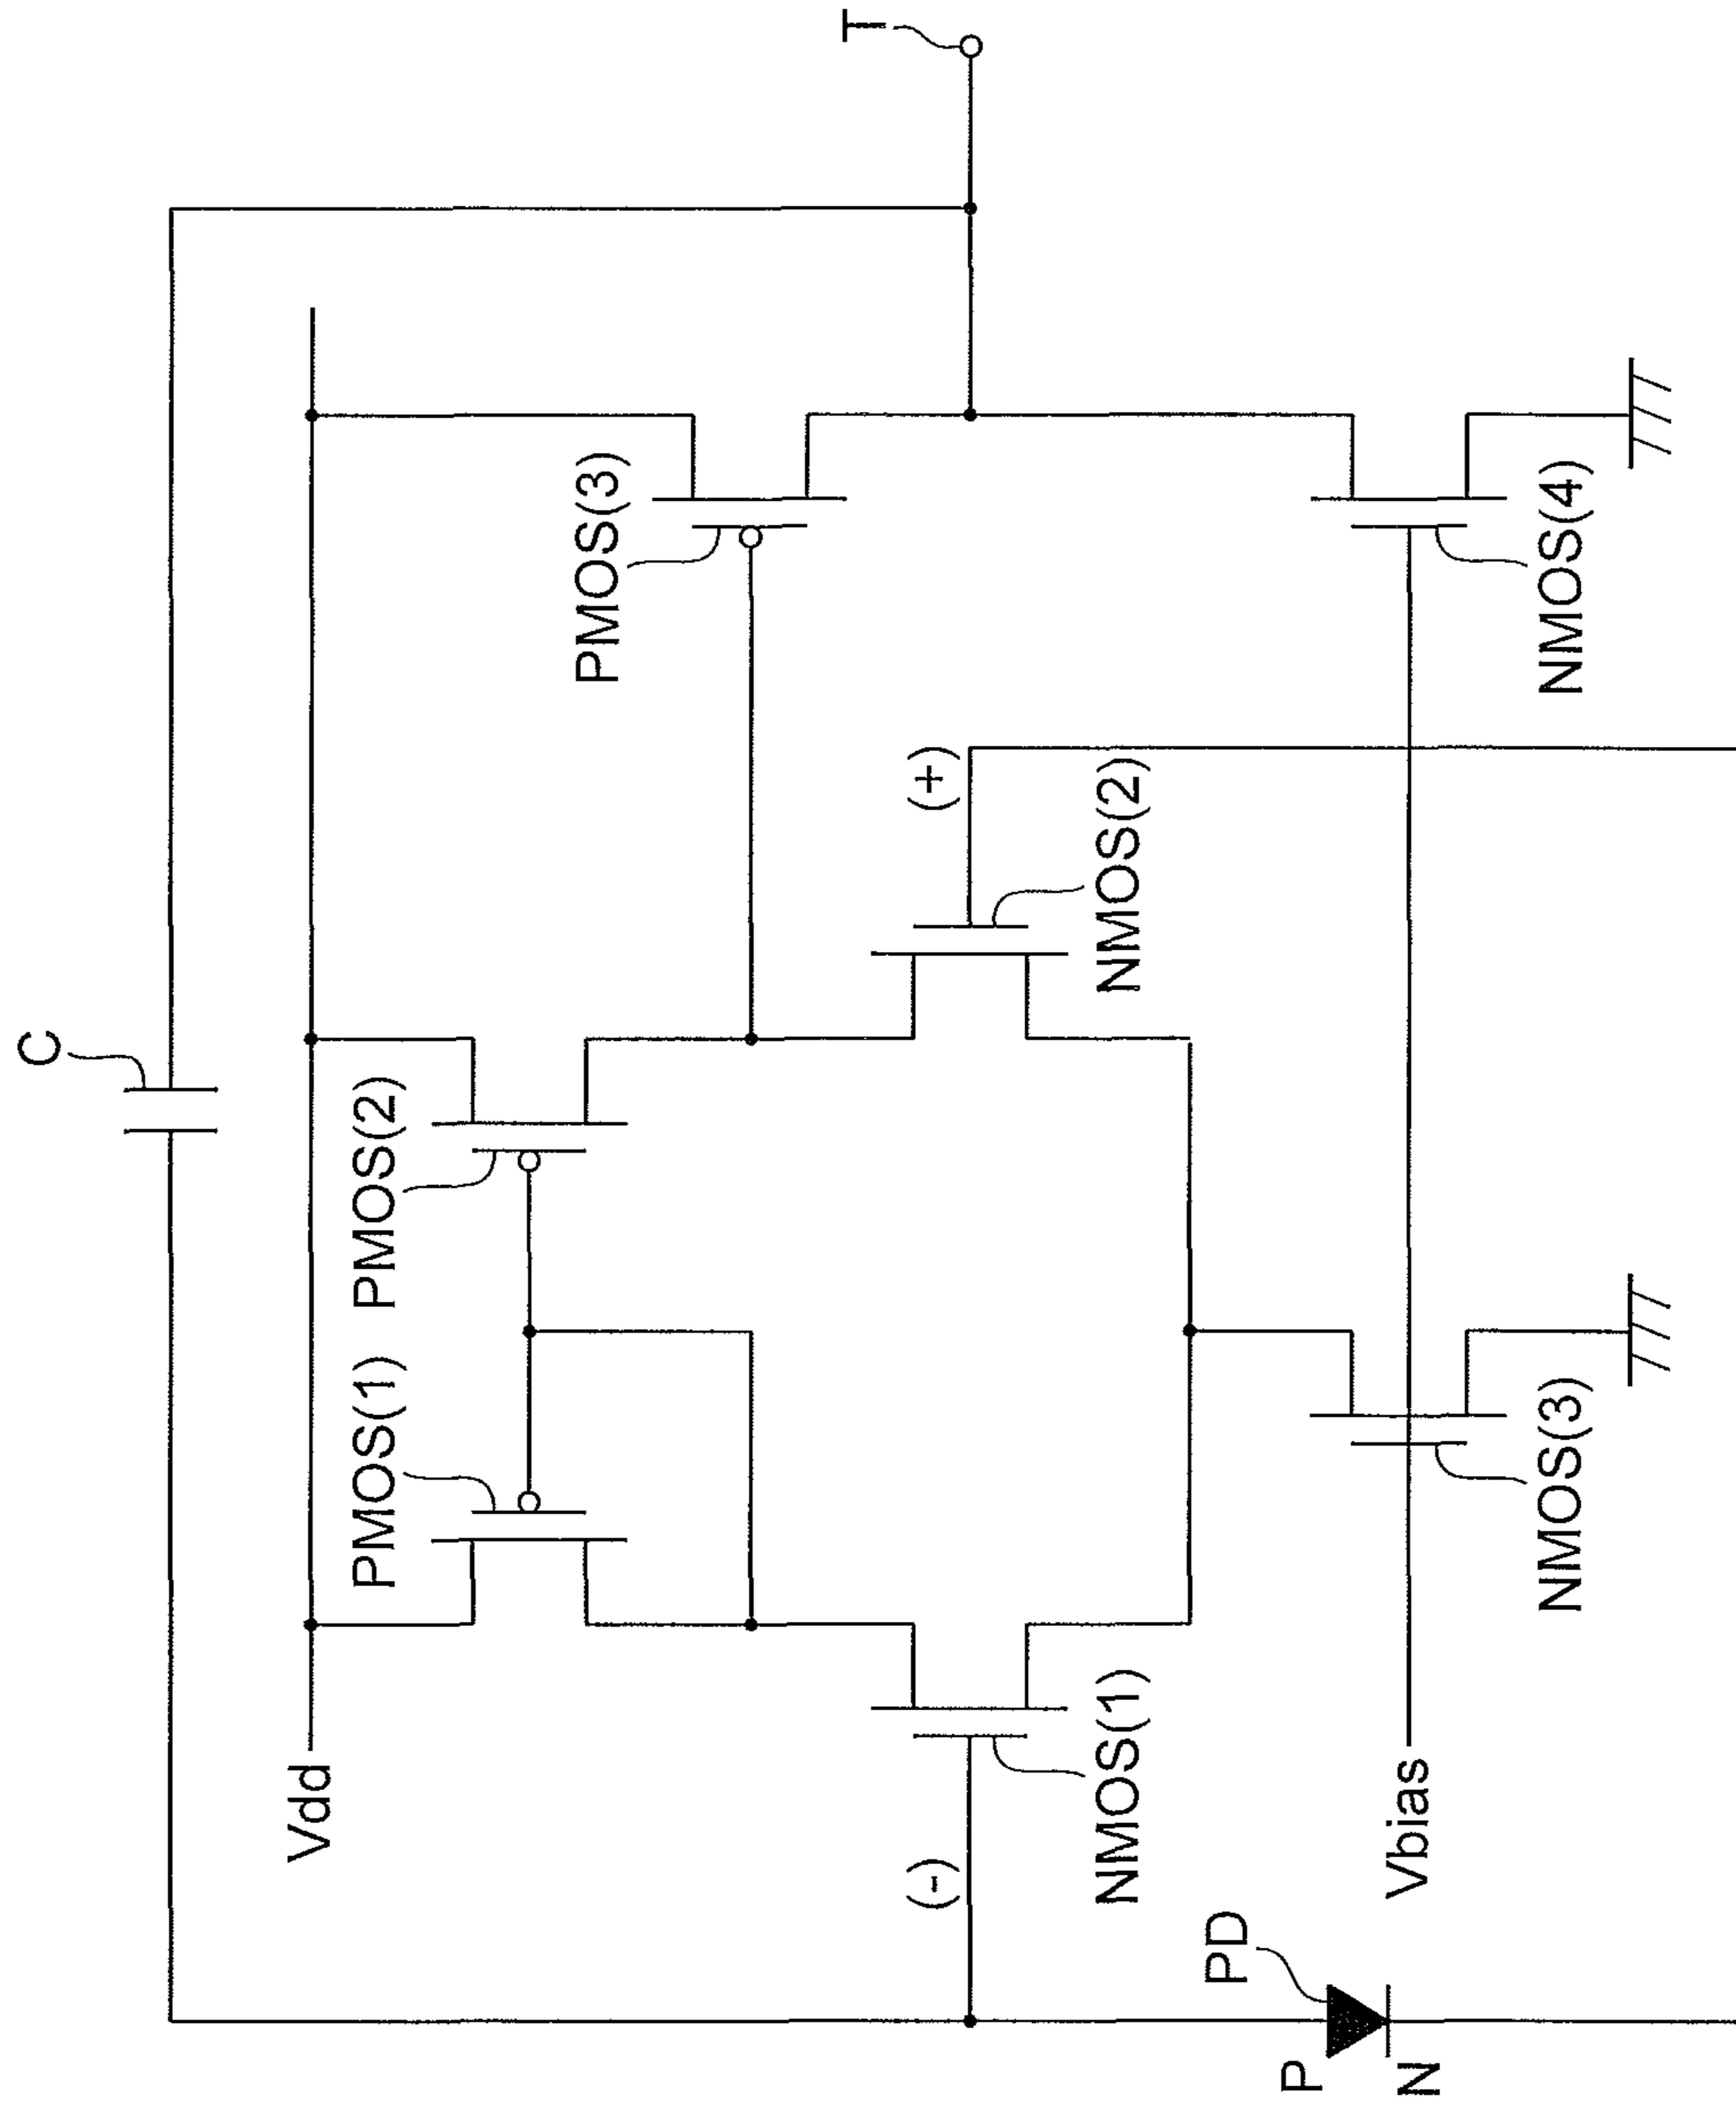 C
T
Vdd
PMOS(1)
PMOS(2)
PMOS(3)
(-)
(+)
NMOS(1)
NMOS(2)
PD
P
N
Vbias
NMOS(3)
NMOS(4)